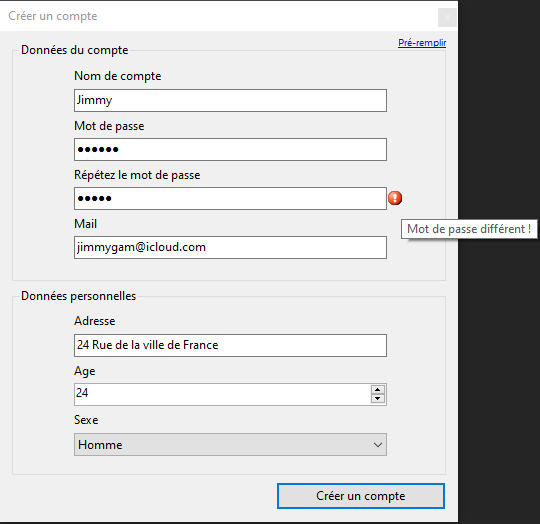 Créer un compte
Pré-remplir
Données du compte
Nom de compte
Jimmy
Mot de passe
●●●●●●
Répétez le mot de passe
●●●●●
Mot de passe différent !
Mail
jimmygam@icloud.com
Données personnelles
Adresse
24 Rue de la ville de France
Age
24
Sexe
Homme
Créer un compte